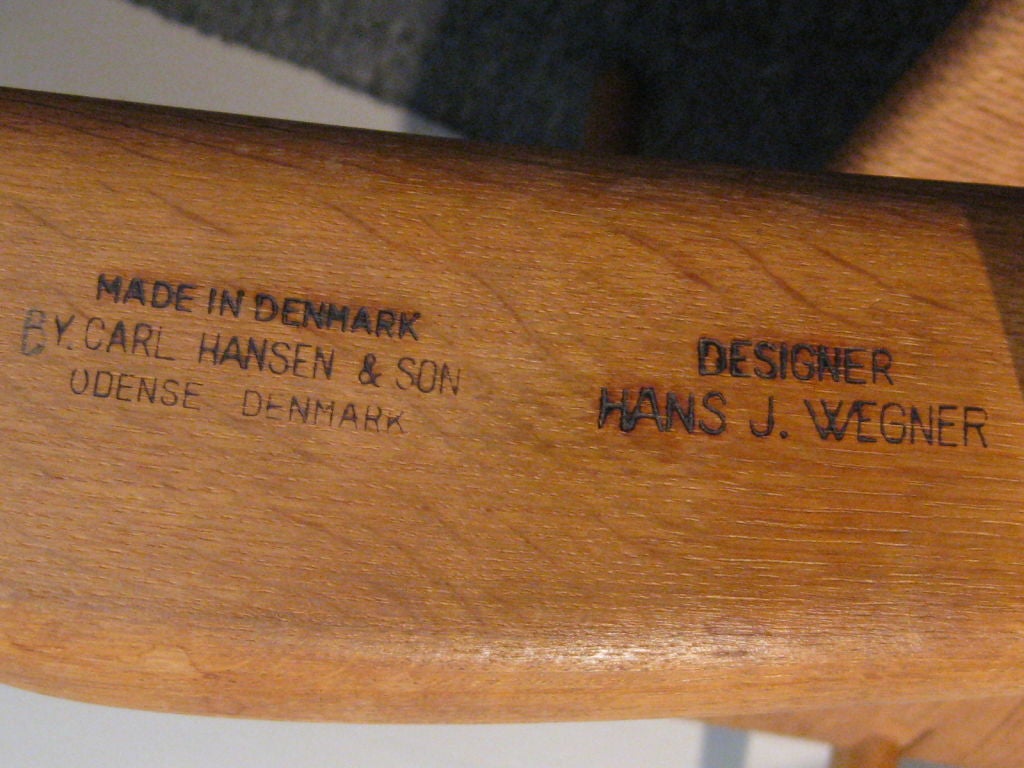 MADE IN DENMARK
BY. CARL HANSEN & SON
ODENSE DENMARK
DESIGNER
HANS J. WEGNER